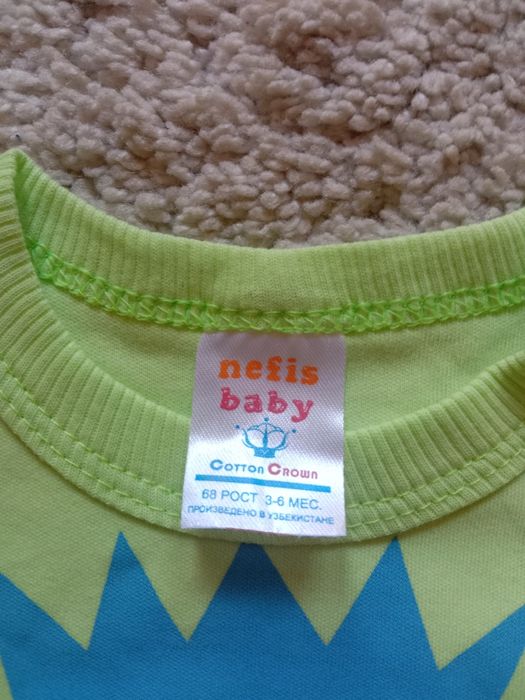 nefis
baby
COTTON CROWN
68 РОСТ 3-6 МЕС.
ПРОИЗВЕДЕНО В УЗБЕКИСТАНЕ